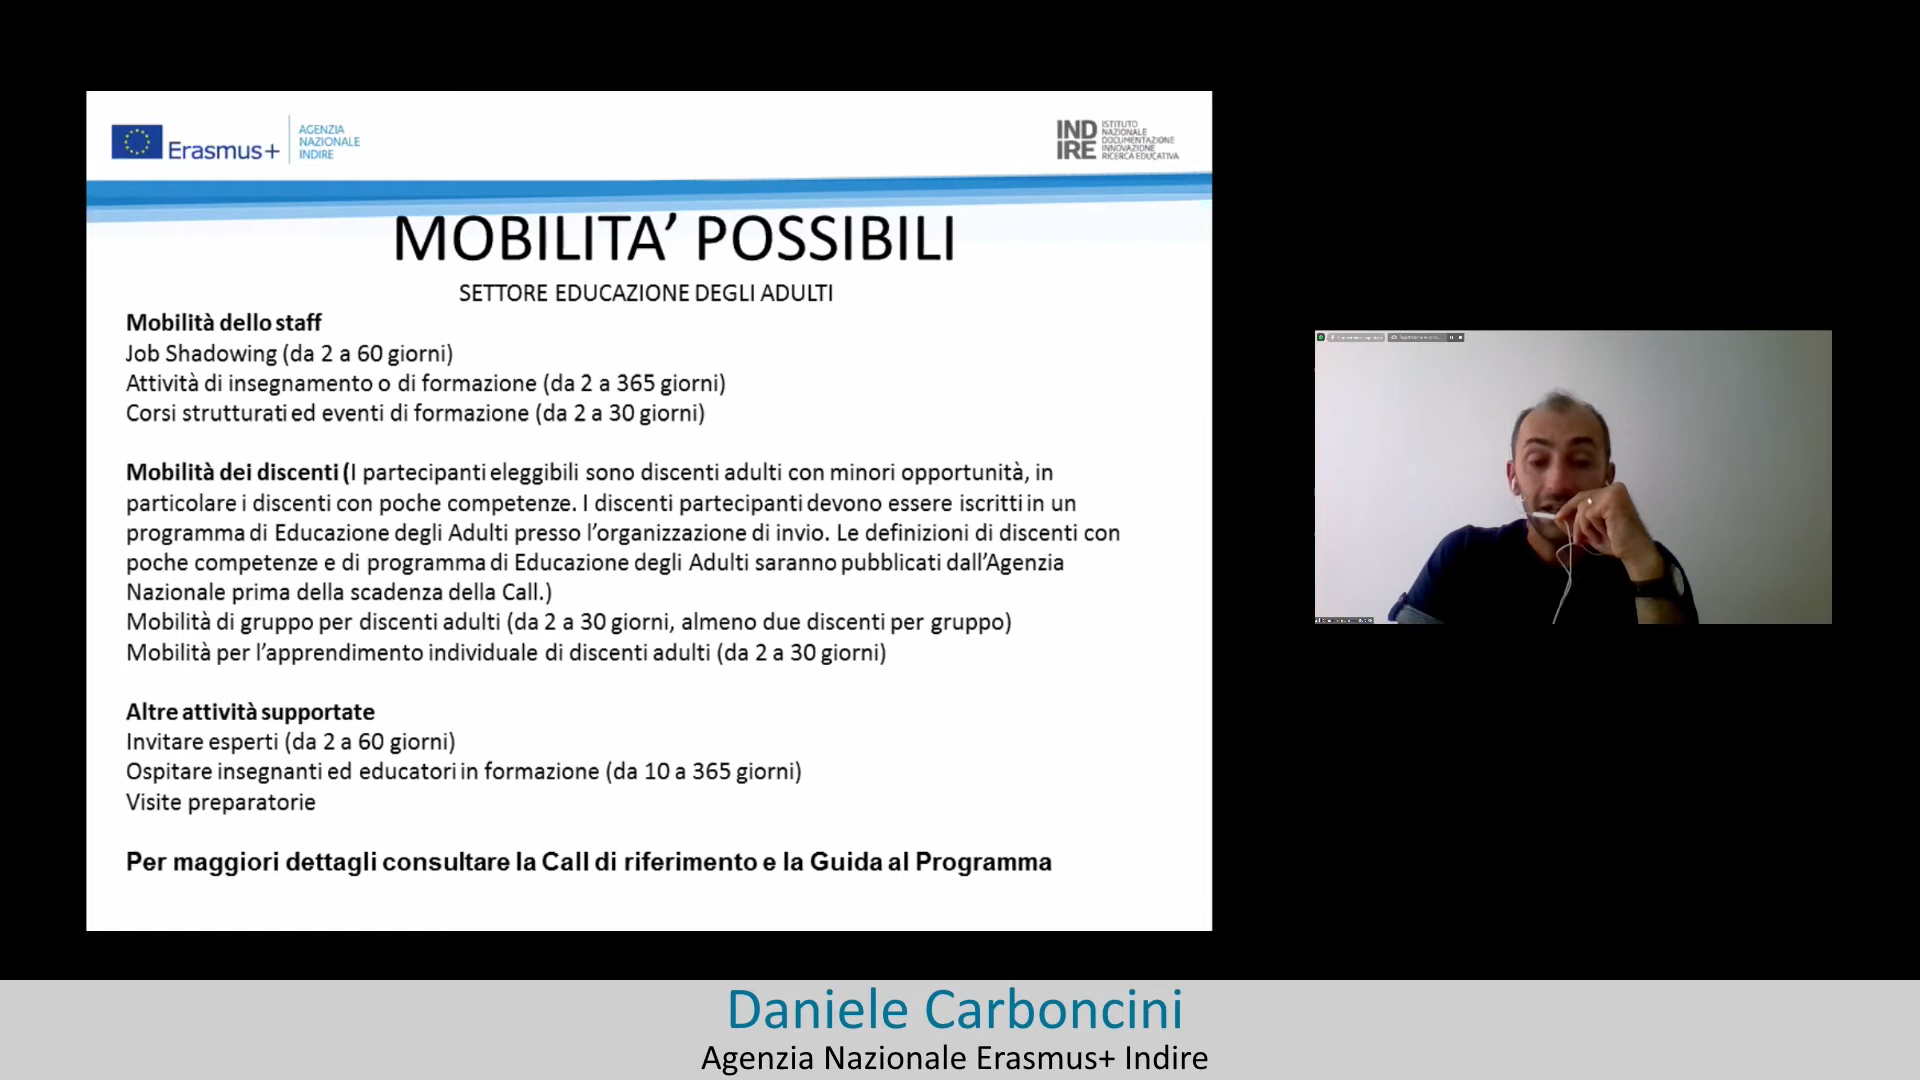 Erasmus+
AGENZIA
NAZIONALE
INDIRE
IND
IRE
ISTITUTO
NAZIONALE
DOCUMENTAZIONE
INNOVAZIONE
RICERCA EDUCATIVA
MOBILITA’ POSSIBILI
SETTORE EDUCAZIONE DEGLI ADULTI
Mobilità dello staff
Job Shadowing (da 2 a 60 giorni)
Attività di insegnamento o di formazione (da 2 a 365 giorni)
Corsi strutturati ed eventi di formazione (da 2 a 30 giorni)
Mobilità dei discenti (I partecipanti eleggibili sono discenti adulti con minori opportunità, in
particolare i discenti con poche competenze. I discenti partecipanti devono essere iscritti in un
programma di Educazione degli Adulti presso l’organizzazione di invio. Le definizioni di discenti con
poche competenze e di programma di Educazione degli Adulti saranno pubblicati dall’Agenzia
Nazionale prima della scadenza della Call.)
Mobilità di gruppo per discenti adulti (da 2 a 30 giorni, almeno due discenti per gruppo)
Mobilità per l’apprendimento individuale di discenti adulti (da 2 a 30 giorni)
Altre attività supportate
Invitare esperti (da 2 a 60 giorni)
Ospitare insegnanti ed educatori in formazione (da 10 a 365 giorni)
Visite preparatorie
Per maggiori dettagli consultare la Call di riferimento e la Guida al Programma
Daniele Carboncini
Agenzia Nazionale Erasmus+ Indire